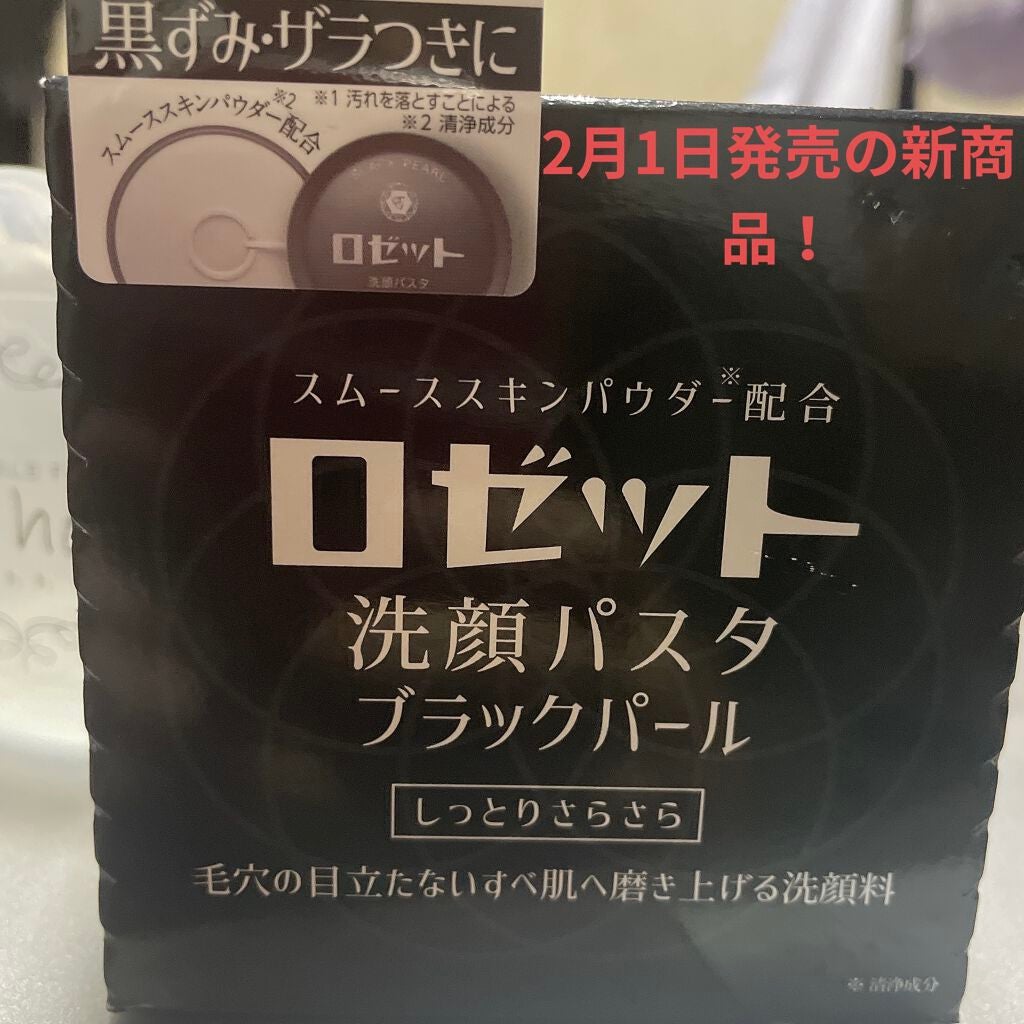 黒ずみ・ザラつきに
※1 汚れを落とすことによる
※2 清浄成分
スムーススキンパウダー※2配合
PEARL
ロゼット
洗顔パスタ
2月1日発売の新商
品！
スムーススキンパウダー※配合
ロゼット
洗顔パスタ
ブラックパール
しっとりさらさら
毛穴の目立たないすべ肌へ磨き上げる洗顔料
※ 清浄成分